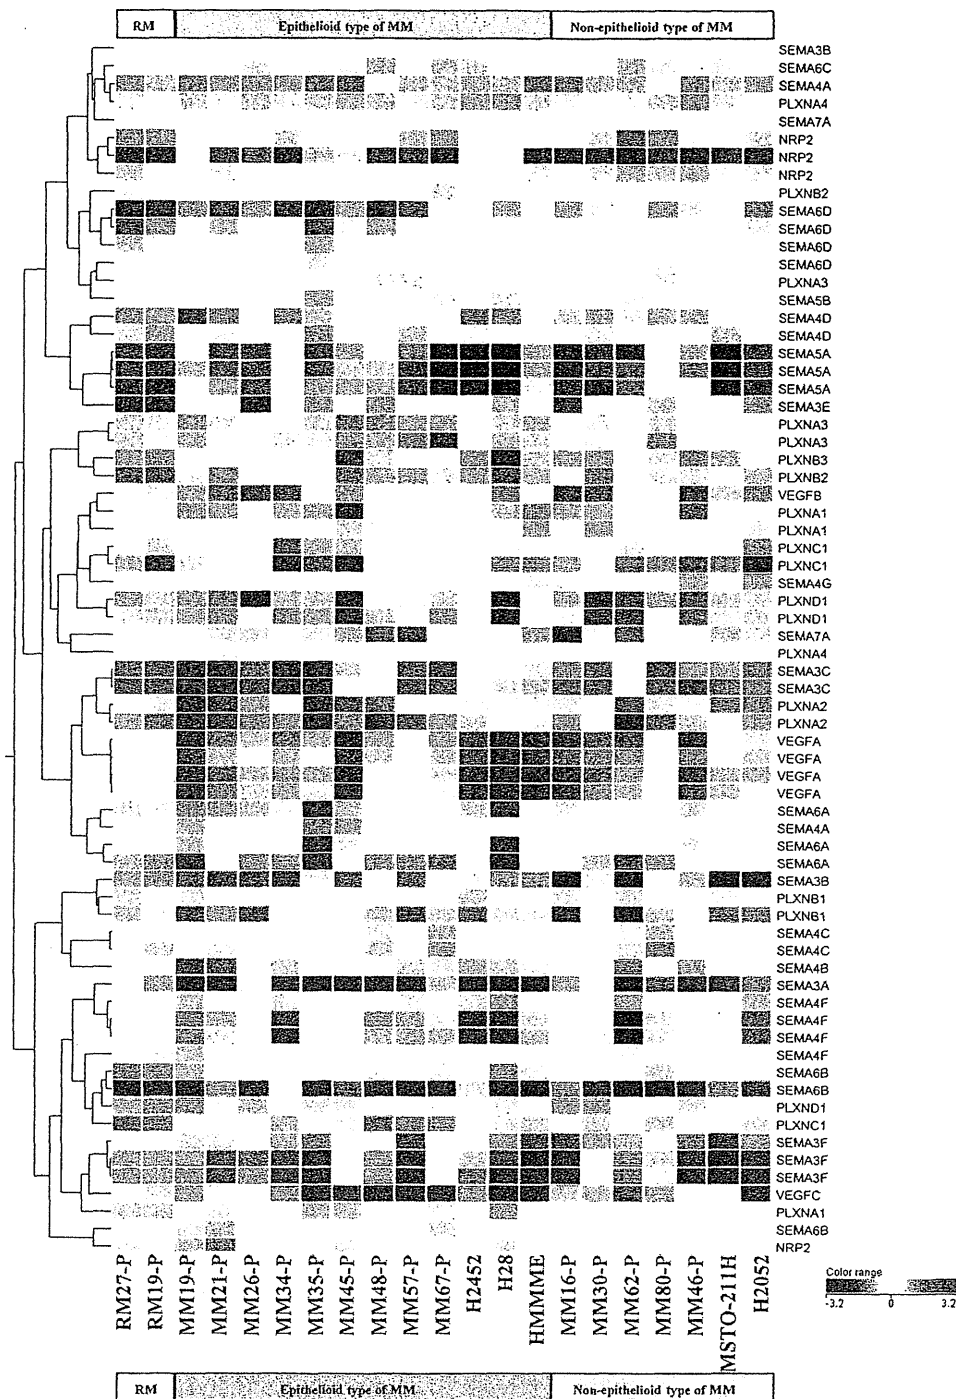 RM Epithelioid type of MM Non-epithelioid type of MM
SEMA3B
SEMA6C
SEMA4A
PLXNA4
SEMA7A
NRP2
NRP2
NRP2
PLXNB2
SEMA6D
SEMA6D
SEMA6D
SEMA6D
PLXNA3
SEMA5B
SEMA4D
SEMA4D
SEMA5A
SEMA5A
SEMA5A
SEMA3E
PLXNA3
PLXNA3
PLXNB3
PLXNB2
VEGFB
PLXNA1
PLXNA1
PLXNC1
PLXNC1
SEMA4G
PLXND1
PLXND1
SEMA7A
PLXNA4
SEMA3C
SEMA3C
PLXNA2
PLXNA2
VEGFA
VEGFA
VEGFA
VEGFA
SEMA6A
SEMA4A
SEMA6A
SEMA6A
SEMA3B
PLXNB1
PLXNB1
SEMA4C
SEMA4C
SEMA4B
SEMA3A
SEMA4F
SEMA4F
SEMA4F
SEMA4F
SEMA6B
SEMA6B
PLXND1
PLXNC1
SEMA3F
SEMA3F
SEMA3F
VEGFC
PLXNA1
SEMA6B
NRP2
RM27-P
RM19-P
MM19-P
MM21-P
MM26-P
MM34-P
MM35-P
MM45-P
MM48-P
MM57-P
MM67-P
H2452
H28
HMMME
MM16-P
MM30-P
MM62-P
MM80-P
MM46-P
MSTO-211H
H2052
Color range
-3.2 0 3.2
RM Epithelioid type of MM Non-epithelioid type of MM